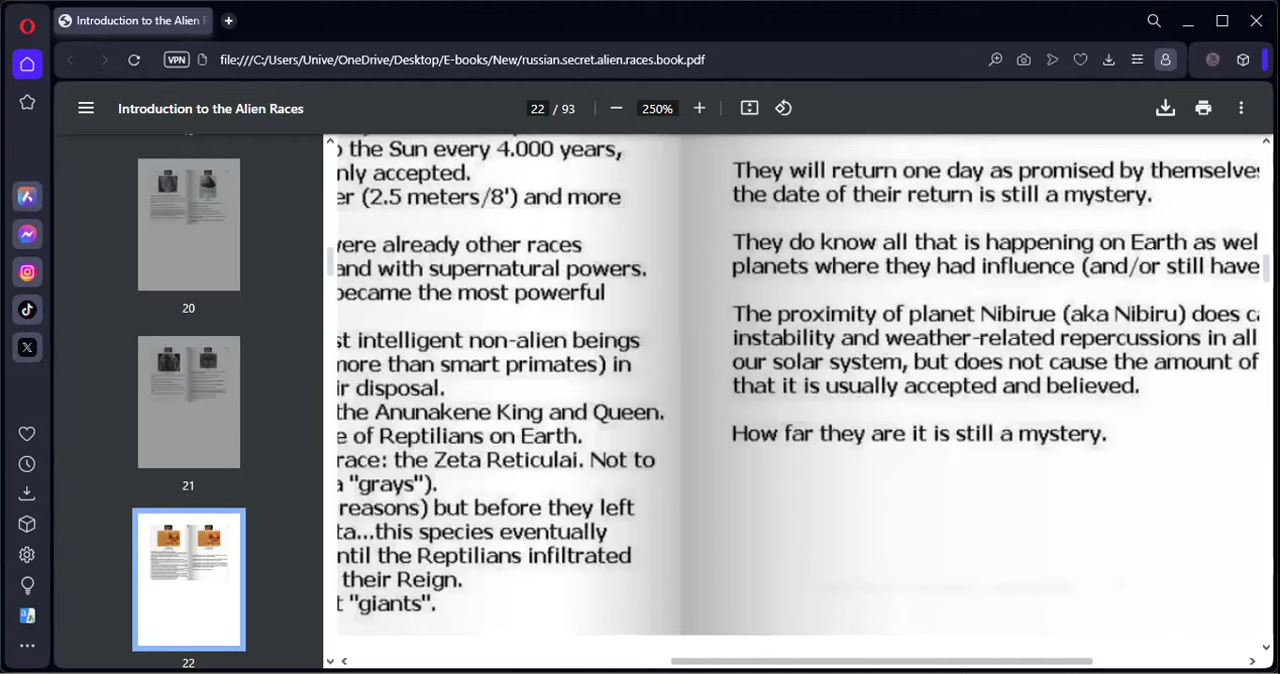 Introduction to the Alien R
VPN
file:///C:/Users/Unive/OneDrive/Desktop/E-books/New/russian.secret.alien.races.book.pdf
Introduction to the Alien Races
22 / 93
250%
20
21
22
o the Sun every 4.000 years,
nly accepted.
er (2.5 meters/8') and more
were already other races
and with supernatural powers.
became the most powerful
st intelligent non-alien beings
more than smart primates) in
ir disposal.
the Anunakene King and Queen.
e of Reptilians on Earth.
race: the Zeta Reticulai. Not to
a "grays").
reasons) but before they left
ta...this species eventually
until the Reptilians infiltrated
their Reign.
t "giants".
They will return one day as promised by themselves
the date of their return is still a mystery.
They do know all that is happening on Earth as wel
planets where they had influence (and/or still have
The proximity of planet Nibirue (aka Nibiru) does ca
instability and weather-related repercussions in all
our solar system, but does not cause the amount of
that it is usually accepted and believed.
How far they are it is still a mystery.